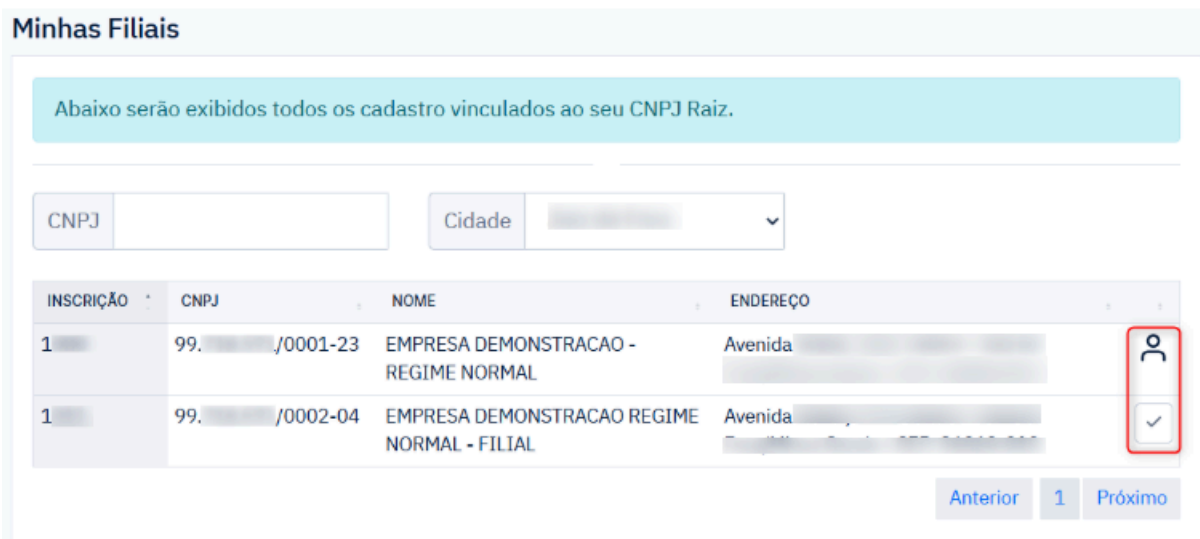 Minhas Filiais
Abaixo serão exibidos todos os cadastro vinculados ao seu CNPJ Raiz.
CNPJ
Cidade
INSCRIÇÃO CNPJ NOME ENDEREÇO
1 99. /0001-23 EMPRESA DEMONSTRACAO - Avenida
REGIME NORMAL
1 99. /0002-04 EMPRESA DEMONSTRACAO REGIME Avenida
NORMAL - FILIAL
Anterior 1 Próximo